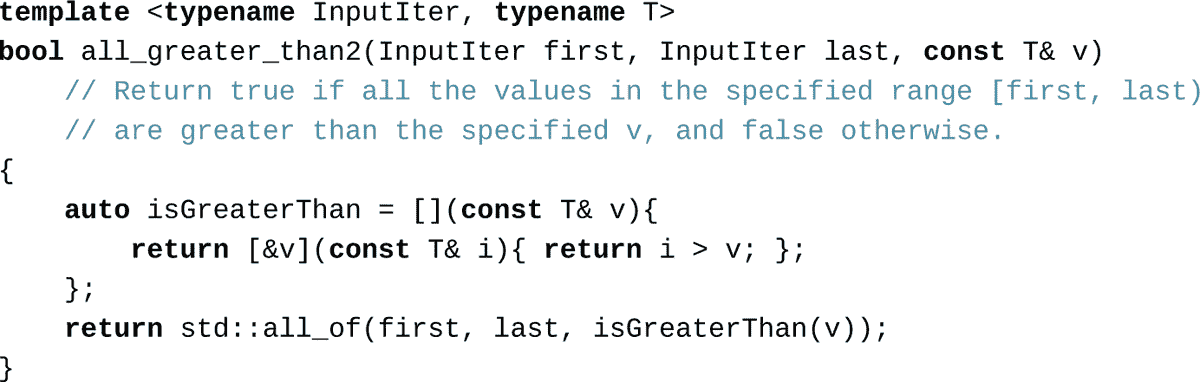 template <typename InputIter, typename T>
bool all_greater_than2(InputIter first, InputIter last, const T& v)
    // Return true if all the values in the specified range [first, last)
    // are greater than the specified v, and false otherwise.
{
    auto isGreaterThan = [](const T& v){
        return [&v](const T& i){ return i > v; };
    };
    return std::all_of(first, last, isGreaterThan(v));
}